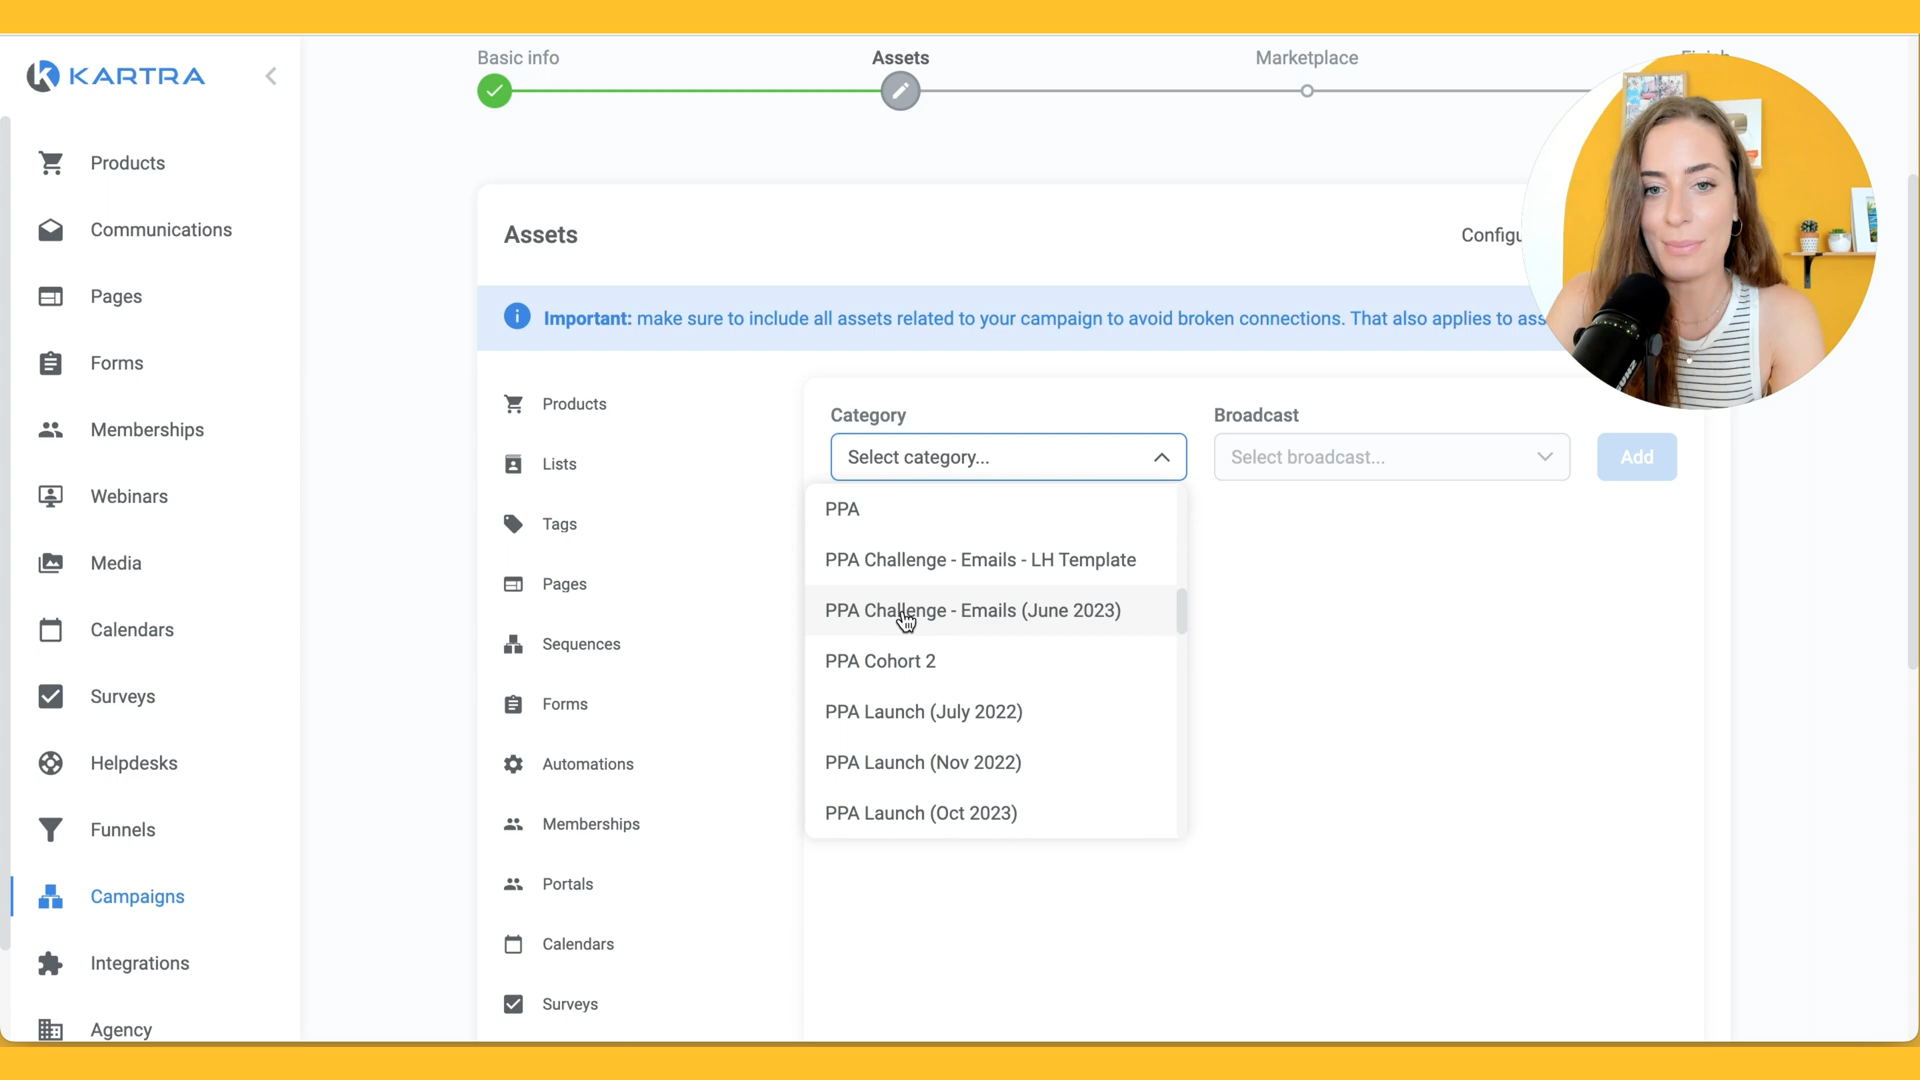 KARTRA
Products
Communications
Pages
Forms
Memberships
Webinars
Media
Calendars
Surveys
Helpdesks
Funnels
Campaigns
Integrations
Agency
Basic info
Assets
Marketplace
Assets
Configu
Important: make sure to include all assets related to your campaign to avoid broken connections. That also applies to ass
Products
Lists
Tags
Pages
Sequences
Forms
Automations
Memberships
Portals
Calendars
Surveys
Category
Broadcast
Select category...
Select broadcast...
Add
PPA
PPA Challenge - Emails - LH Template
PPA Challenge - Emails (June 2023)
PPA Cohort 2
PPA Launch (July 2022)
PPA Launch (Nov 2022)
PPA Launch (Oct 2023)